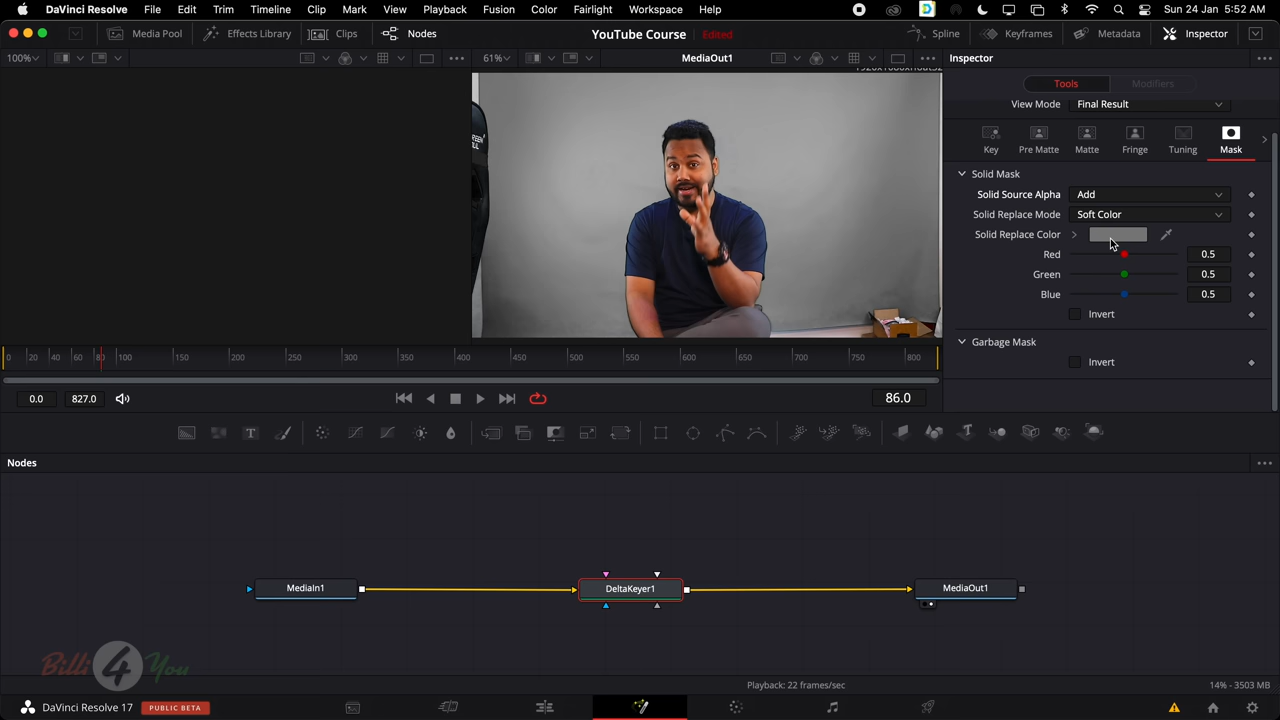 DaVinci Resolve File Edit Trim Timeline Clip Mark View Playback Fusion Color Fairlight Workspace Help Sun 24 Jan 5:52 AM
Media Pool Effects Library Clips Nodes YouTube Course Edited Spline Keyframes Metadata Inspector
100% 61% MediaOut1 Inspector
Tools Modifiers
View Mode Final Result
Key Pre Matte Matte Fringe Tuning Mask
Solid Mask
Solid Source Alpha Add
Solid Replace Mode Soft Color
Solid Replace Color
Red 0.5
Green 0.5
Blue 0.5
Invert
Garbage Mask
Invert
0 20 40 60 80 100 150 200 250 300 350 400 450 500 550 600 650 700 750 800
0.0 827.0 86.0
Nodes
MediaIn1 DeltaKeyer1 MediaOut1
Billi 4 You
Playback: 22 frames/sec 14% - 3503 MB
DaVinci Resolve 17 PUBLIC BETA